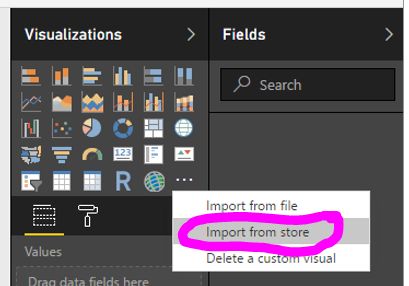 Visualizations
Fields
Search
123
R
Import from file
Import from store
Delete a custom visual
Values
Drag data fields here